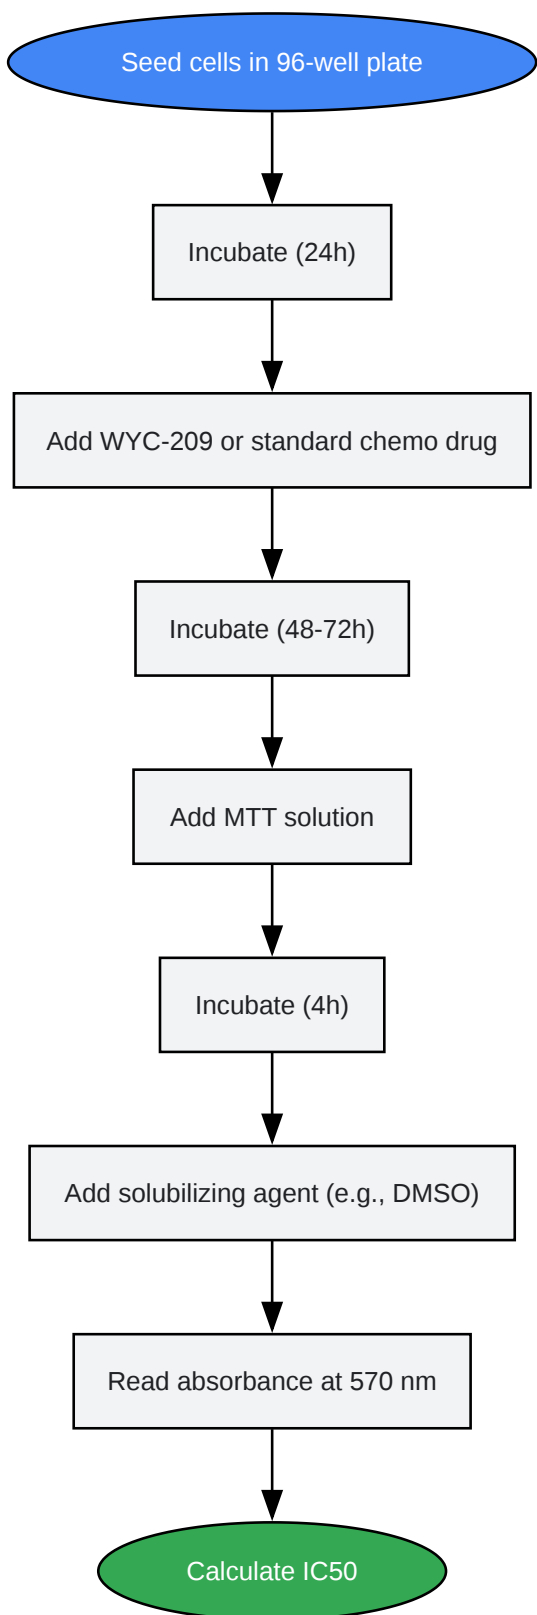 Seed cells in 96-well plate
Incubate (24h)
Add WYC-209 or standard chemo drug
Incubate (48-72h)
Add MTT solution
Incubate (4h)
Add solubilizing agent (e.g., DMSO)
Read absorbance at 570 nm
Calculate IC50